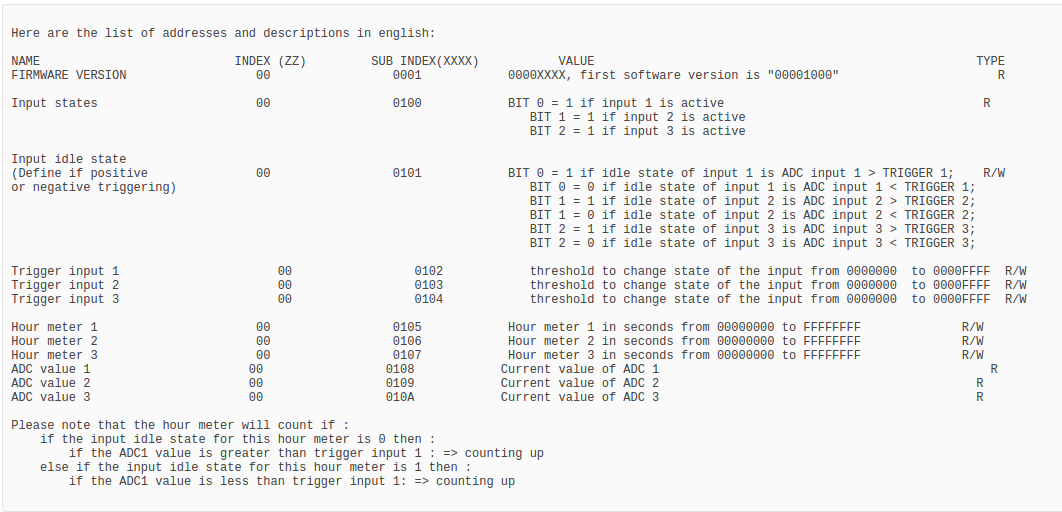 Here are the list of addresses and descriptions in english:
NAME INDEX (ZZ) SUB INDEX(XXXX) VALUE TYPE
FIRMWARE VERSION 00 0001 0000XXXX, first software version is "00001000" R
Input states 00 0100 BIT 0 = 1 if input 1 is active R
BIT 1 = 1 if input 2 is active
BIT 2 = 1 if input 3 is active
Input idle state
(Define if positive 00 0101 BIT 0 = 1 if idle state of input 1 is ADC input 1 > TRIGGER 1; R/W
or negative triggering) BIT 0 = 0 if idle state of input 1 is ADC input 1 < TRIGGER 1;
BIT 1 = 1 if idle state of input 2 is ADC input 2 > TRIGGER 2;
BIT 1 = 0 if idle state of input 2 is ADC input 2 < TRIGGER 2;
BIT 2 = 1 if idle state of input 3 is ADC input 3 > TRIGGER 3;
BIT 2 = 0 if idle state of input 3 is ADC input 3 < TRIGGER 3;
Trigger input 1 00 0102 threshold to change state of the input from 0000000 to 0000FFFF R/W
Trigger input 2 00 0103 threshold to change state of the input from 0000000 to 0000FFFF R/W
Trigger input 3 00 0104 threshold to change state of the input from 0000000 to 0000FFFF R/W
Hour meter 1 00 0105 Hour meter 1 in seconds from 00000000 to FFFFFFFF R/W
Hour meter 2 00 0106 Hour meter 2 in seconds from 00000000 to FFFFFFFF R/W
Hour meter 3 00 0107 Hour meter 3 in seconds from 00000000 to FFFFFFFF R/W
ADC value 1 00 0108 Current value of ADC 1 R
ADC value 2 00 0109 Current value of ADC 2 R
ADC value 3 00 010A Current value of ADC 3 R
Please note that the hour meter will count if :
if the input idle state for this hour meter is 0 then :
if the ADC1 value is greater than trigger input 1 : => counting up
else if the input idle state for this hour meter is 1 then :
if the ADC1 value is less than trigger input 1: => counting up